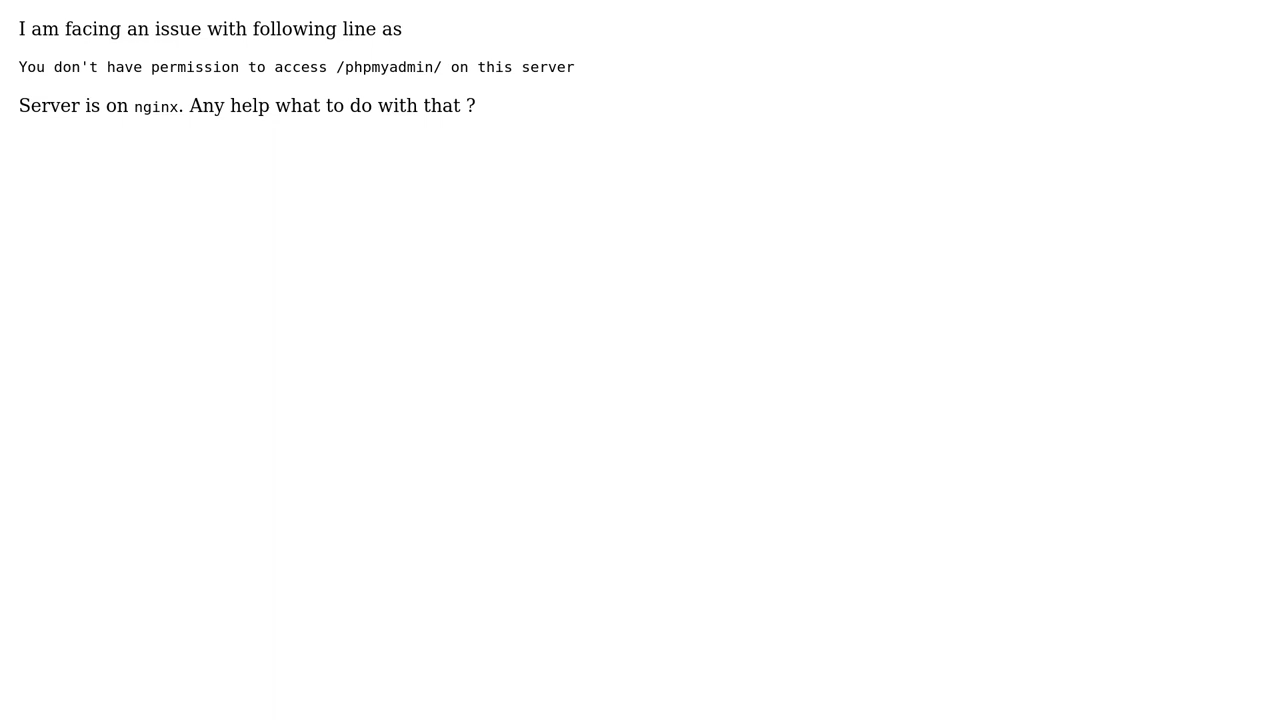 I am facing an issue with following line as
You don't have permission to access /phpmyadmin/ on this server
Server is on nginx. Any help what to do with that ?